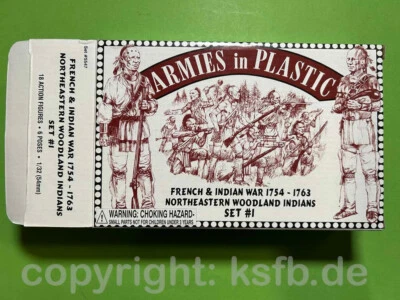 ARMIES in PLASTIC
FRENCH & INDIAN WAR 1754 - 1763
NORTHEASTERN WOODLAND INDIANS
SET #1
WARNING: CHOKING HAZARD-
SMALL PARTS NOT FOR CHILDREN UNDER 3 YEARS
FRENCH & INDIAN WAR 1754 - 1763
NORTHEASTERN WOODLAND INDIANS
SET #1
18 ACTION FIGURES • 6 POSES • 1/32 (54mm)
copyright: ksfb.de